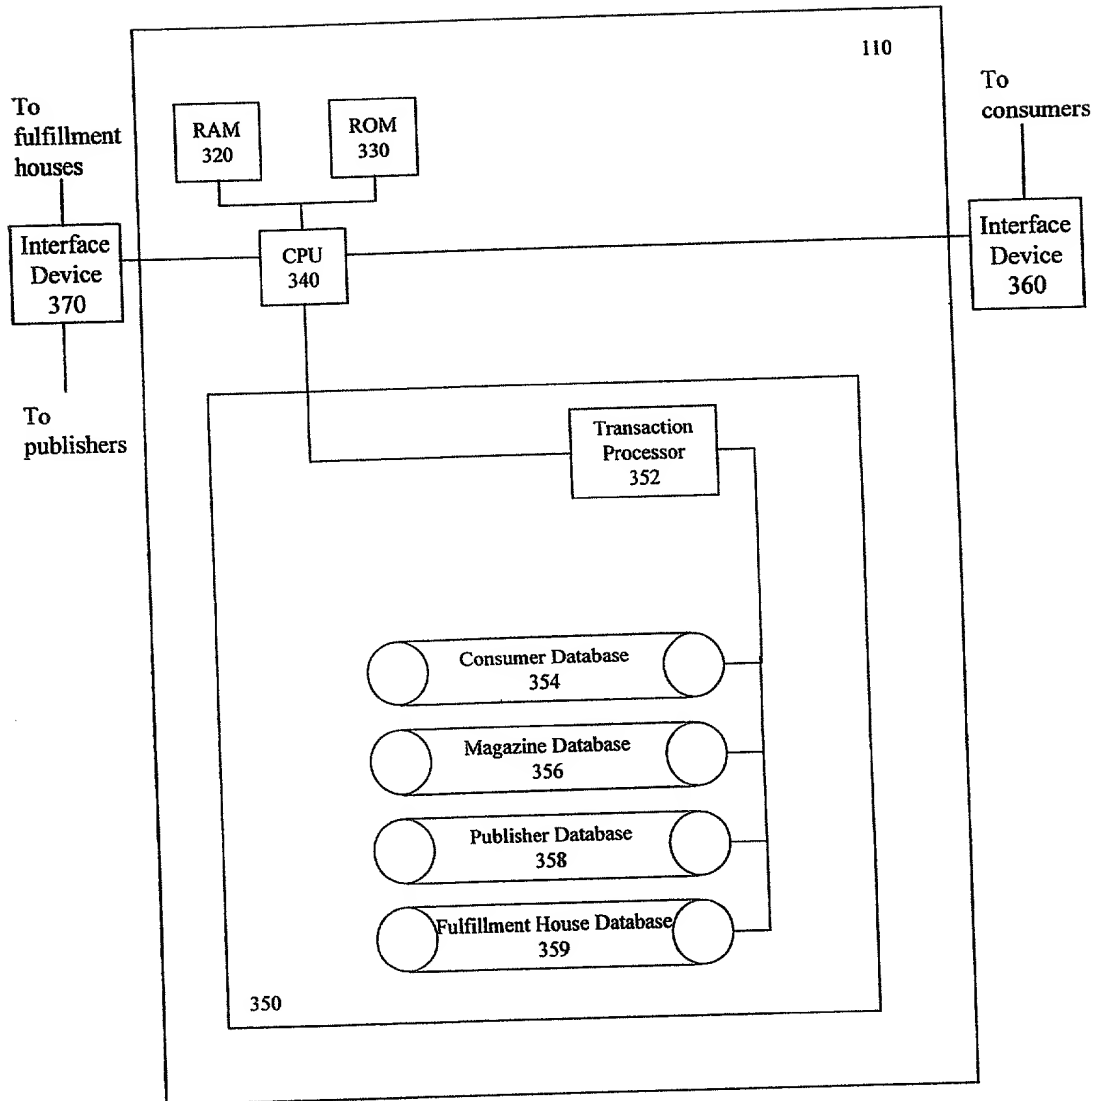 110
To
consumers
To
fulfillment
houses
RAM
320
ROM
330
Interface
Device
370
CPU
340
Interface
Device
360
To
publishers
Transaction
Processor
352
Consumer Database
354
Magazine Database
356
Publisher Database
358
Fulfillment House Database
359
350